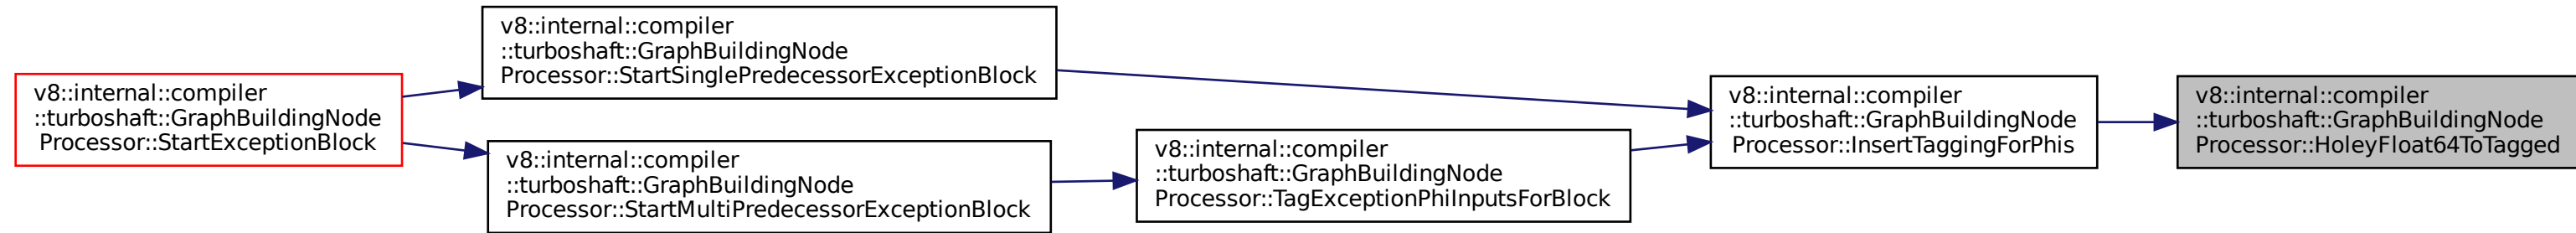 v8::internal::compiler
::turboshaft::GraphBuildingNode
Processor::StartExceptionBlock
v8::internal::compiler
::turboshaft::GraphBuildingNode
Processor::StartSinglePredecessorExceptionBlock
v8::internal::compiler
::turboshaft::GraphBuildingNode
Processor::StartMultiPredecessorExceptionBlock
v8::internal::compiler
::turboshaft::GraphBuildingNode
Processor::TagExceptionPhiInputsForBlock
v8::internal::compiler
::turboshaft::GraphBuildingNode
Processor::InsertTaggingForPhis
v8::internal::compiler
::turboshaft::GraphBuildingNode
Processor::HoleyFloat64ToTagged